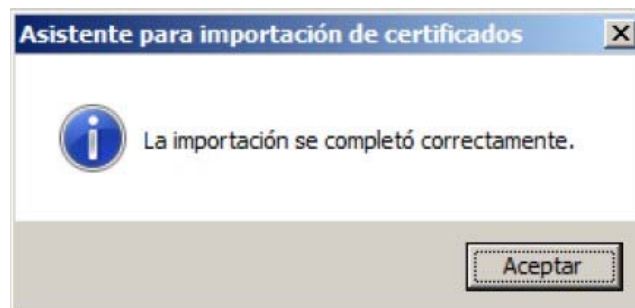 Asistente para importación de certificados
La importación se completó correctamente.
Aceptar